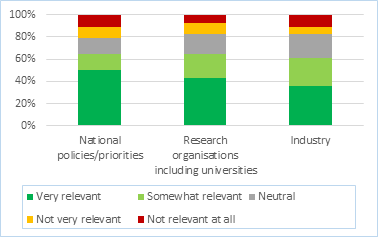 100%
80%
60%
40%
20%
0%
National
policies/priorities
Research
organisations
including universities
Industry
Very relevant
Somewhat relevant
Neutral
Not very relevant
Not relevant at all